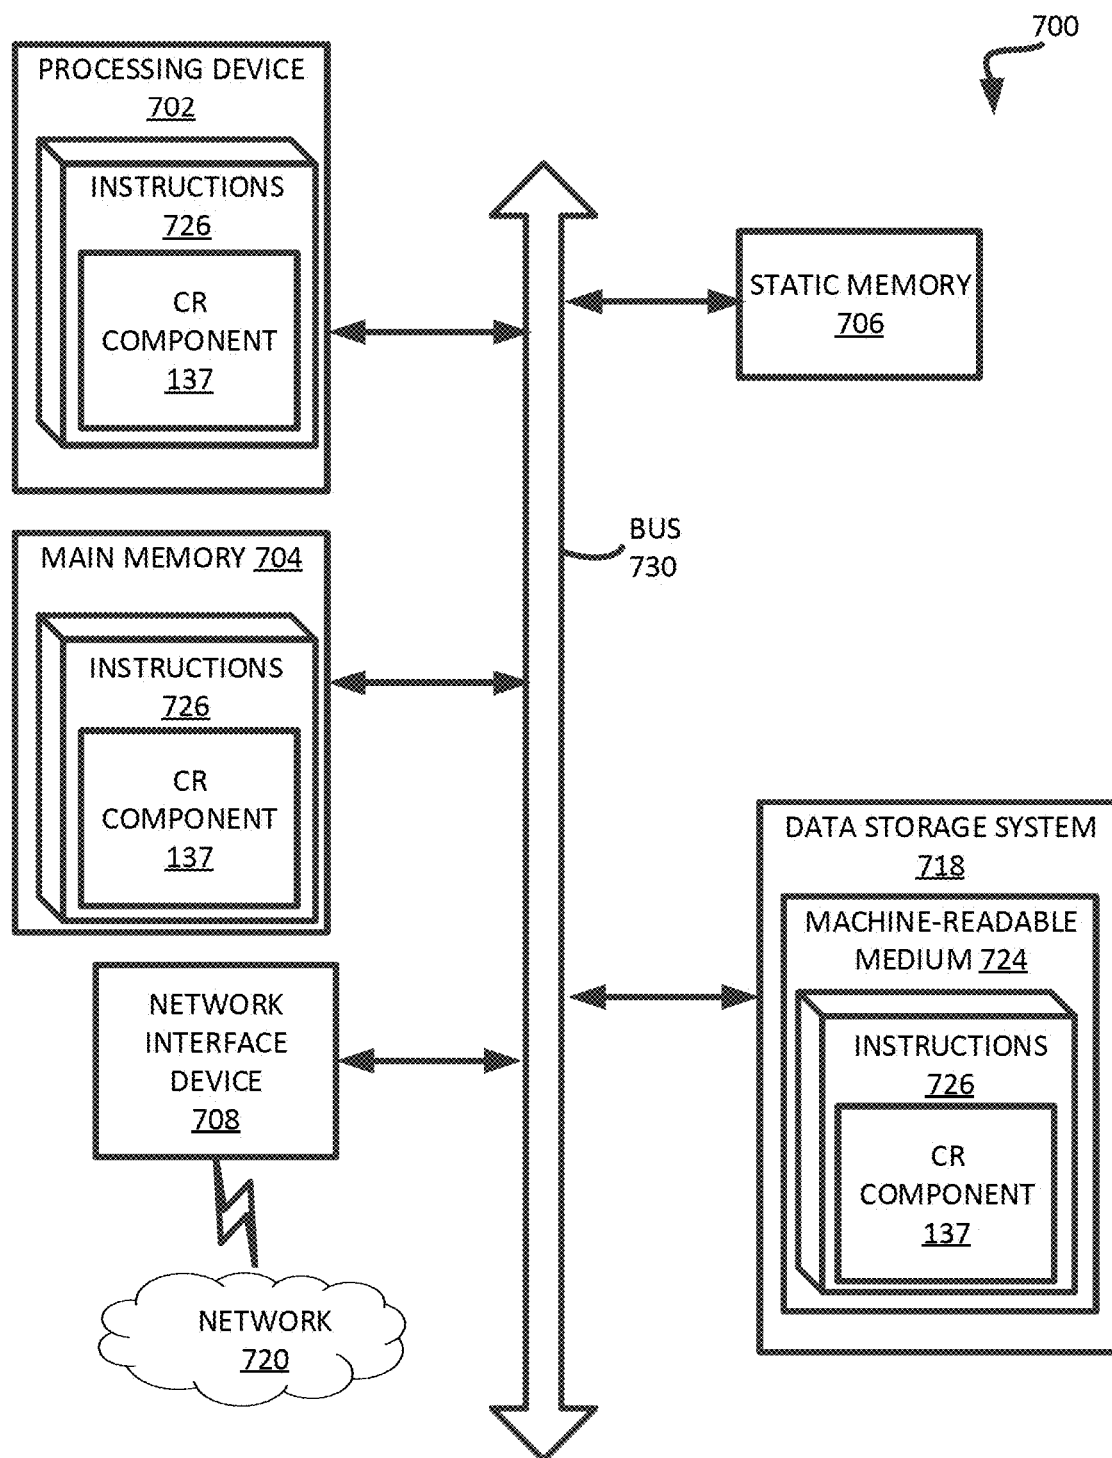 700
PROCESSING DEVICE
702
INSTRUCTIONS
726
CR
COMPONENT
137
STATIC MEMORY
706
BUS
730
MAIN MEMORY 704
INSTRUCTIONS
726
CR
COMPONENT
137
DATA STORAGE SYSTEM
718
MACHINE-READABLE
MEDIUM 724
INSTRUCTIONS
726
CR
COMPONENT
137
NETWORK
INTERFACE
DEVICE
708
NETWORK
720